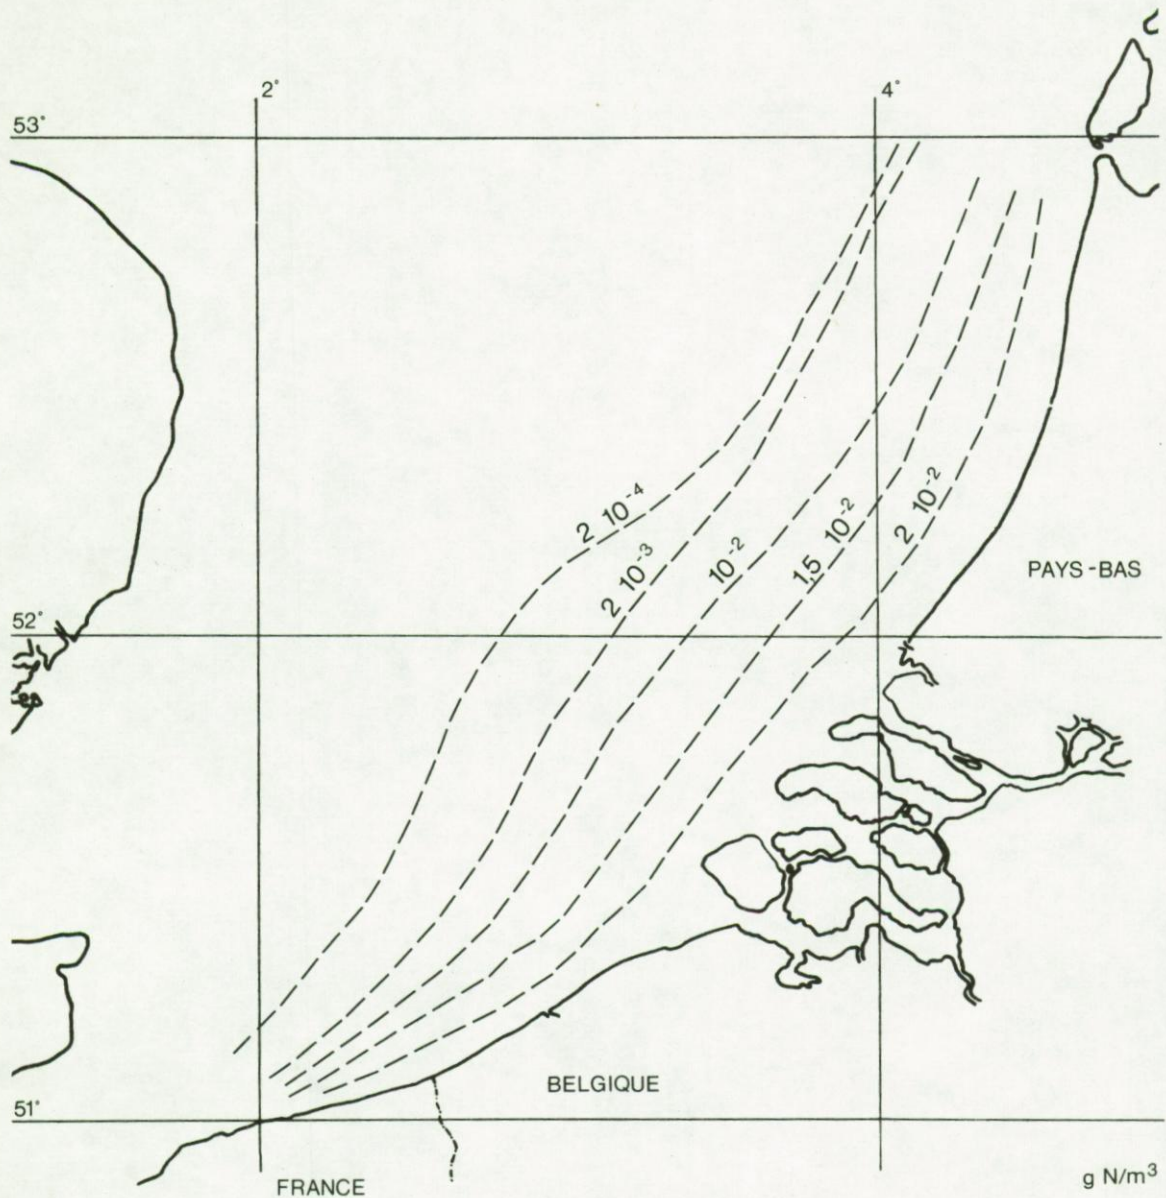 2°
4°
53°
2 10⁻⁴
2 10⁻³
10⁻²
1,5 10⁻²
2 10⁻²
PAYS-BAS
52°
BELGIQUE
51°
FRANCE
g N/m³